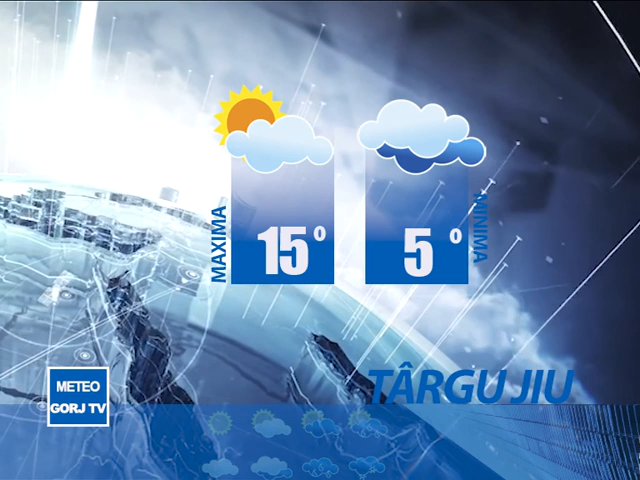 MAXIMA
15°
5°
MINIMA
TÂRGU JIU
METEO
GORJ TV